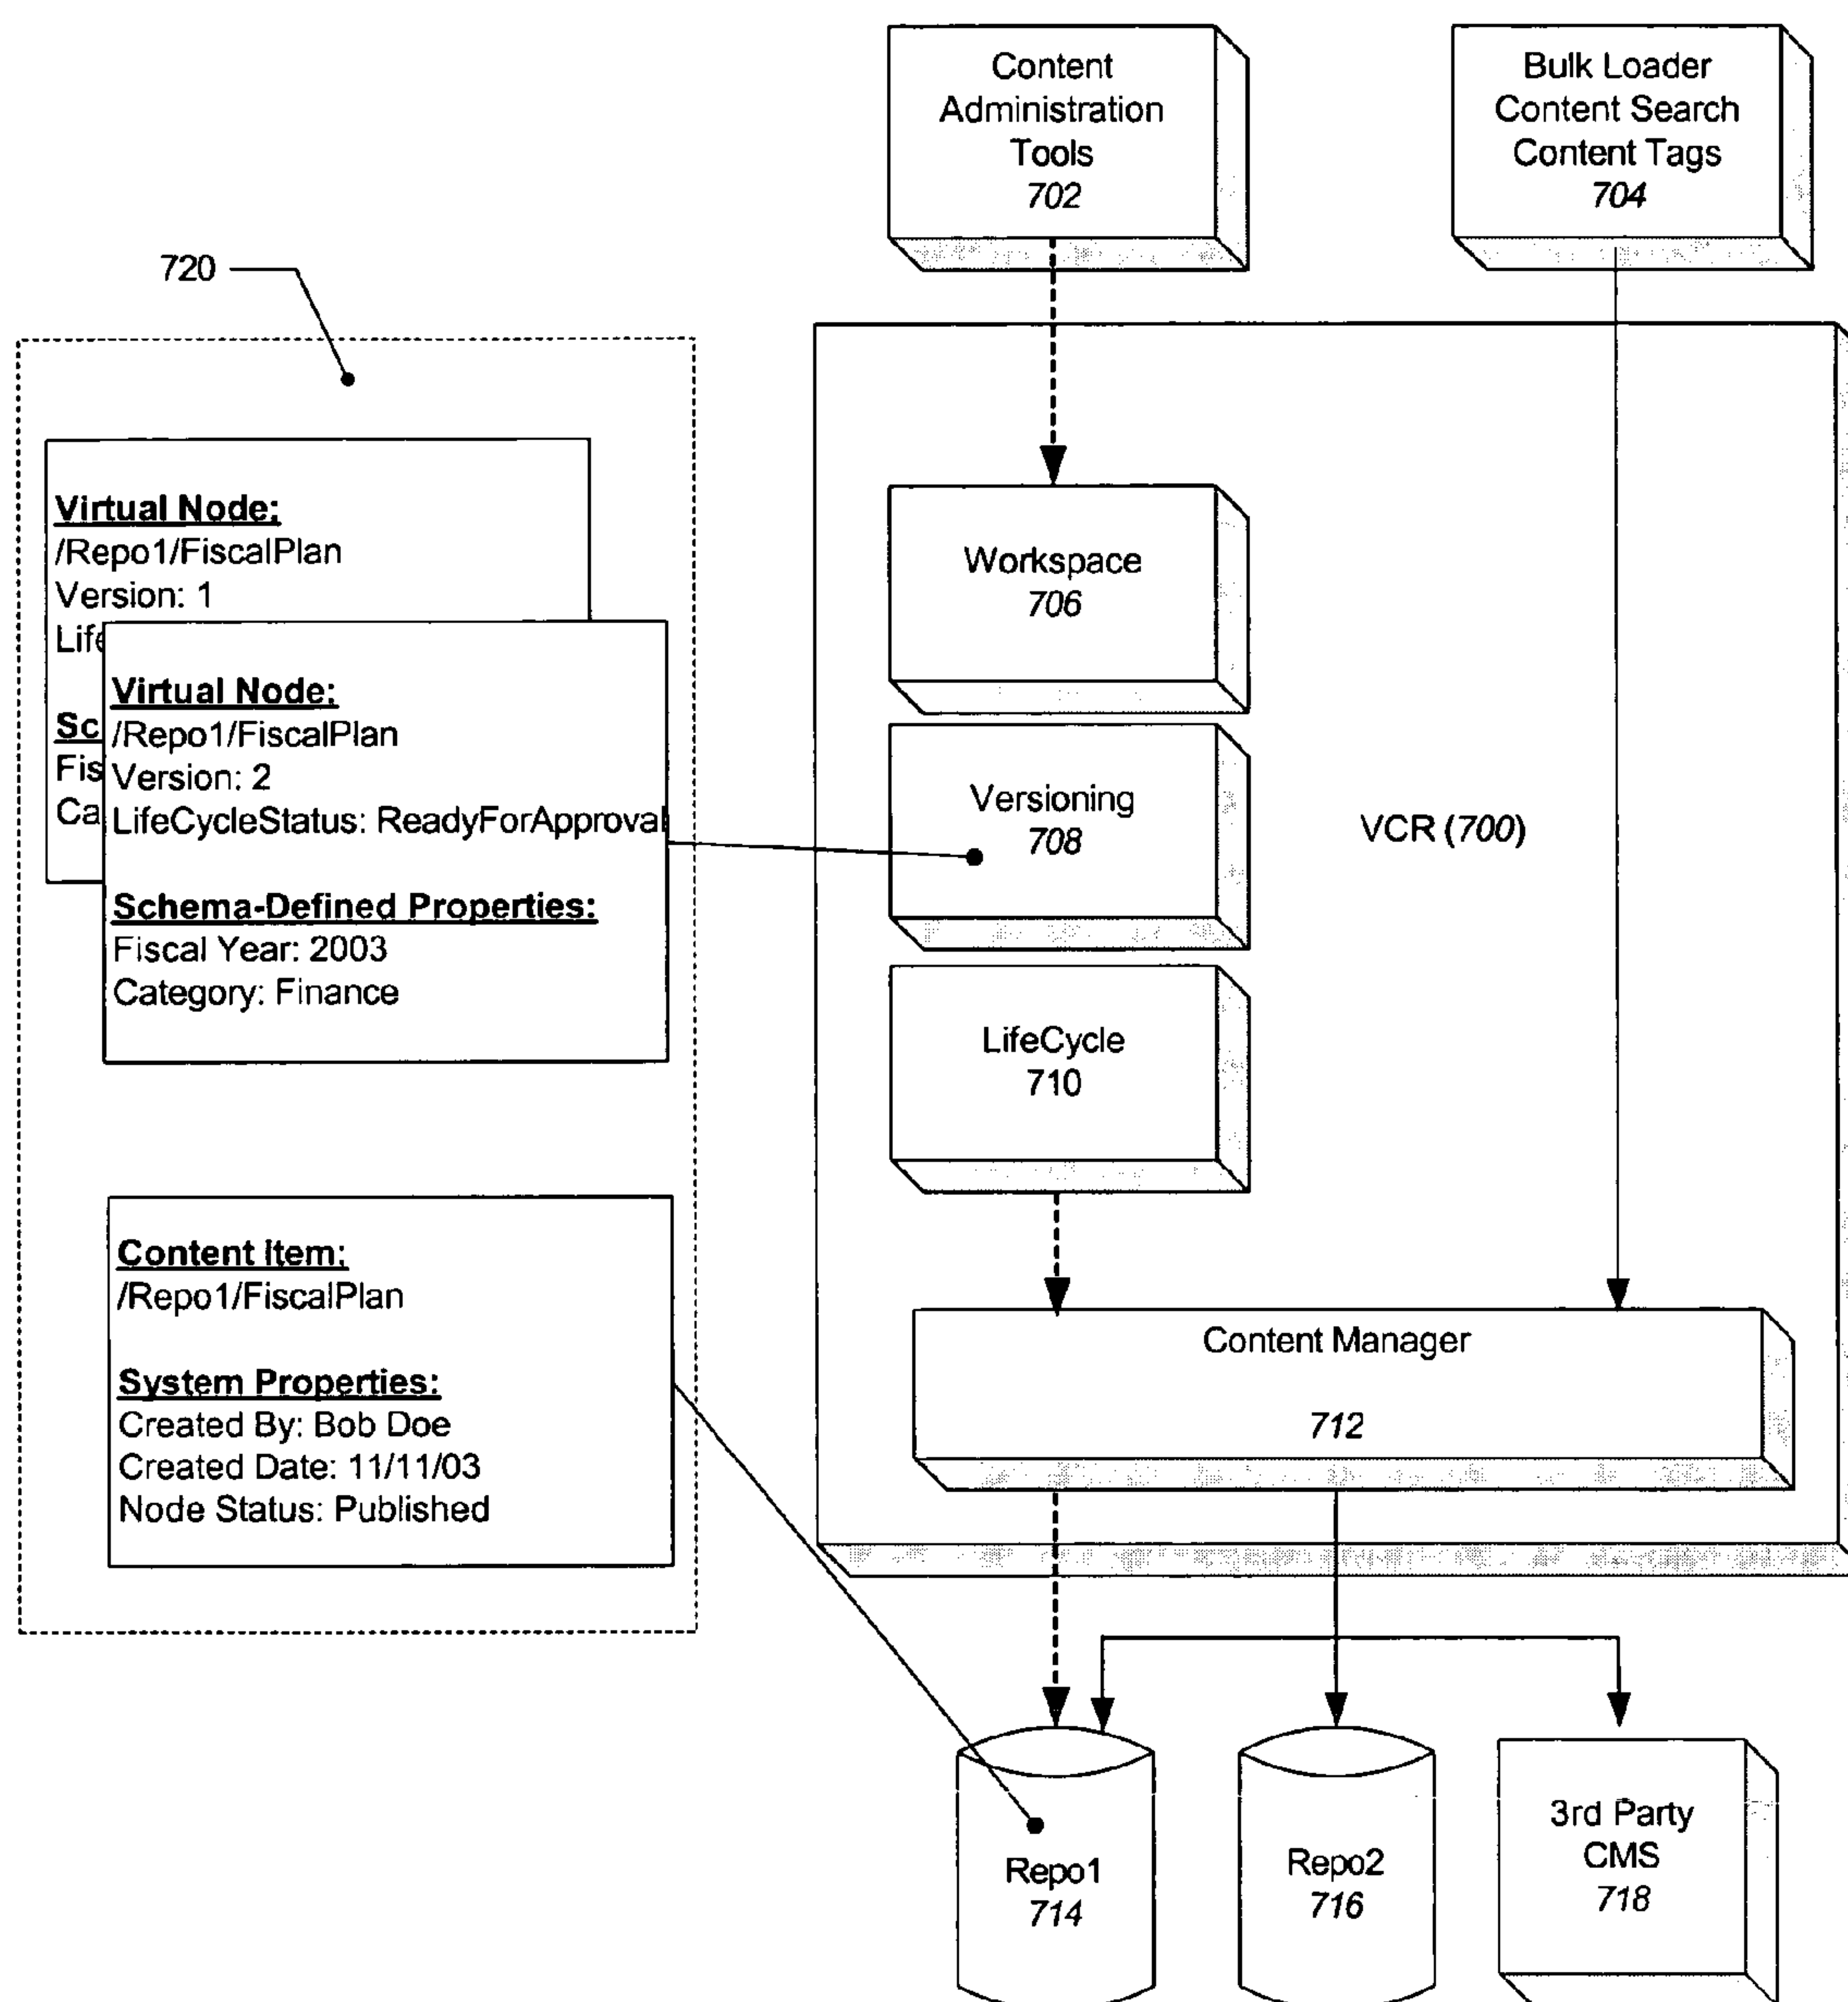 Content
Administration
Tools
702
Bulk Loader
Content Search
Content Tags
704
720
Virtual Node:
/Repo1/FiscalPlan
Version: 1
Life
Sc
Fis
Ca
Virtual Node:
/Repo1/FiscalPlan
Version: 2
LifeCycleStatus: ReadyForApproval
Schema-Defined Properties:
Fiscal Year: 2003
Category: Finance
Content Item:
/Repo1/FiscalPlan
System Properties:
Created By: Bob Doe
Created Date: 11/11/03
Node Status: Published
Workspace
706
Versioning
708
VCR (700)
LifeCycle
710
Content Manager
712
Repo1
714
Repo2
716
3rd Party
CMS
718